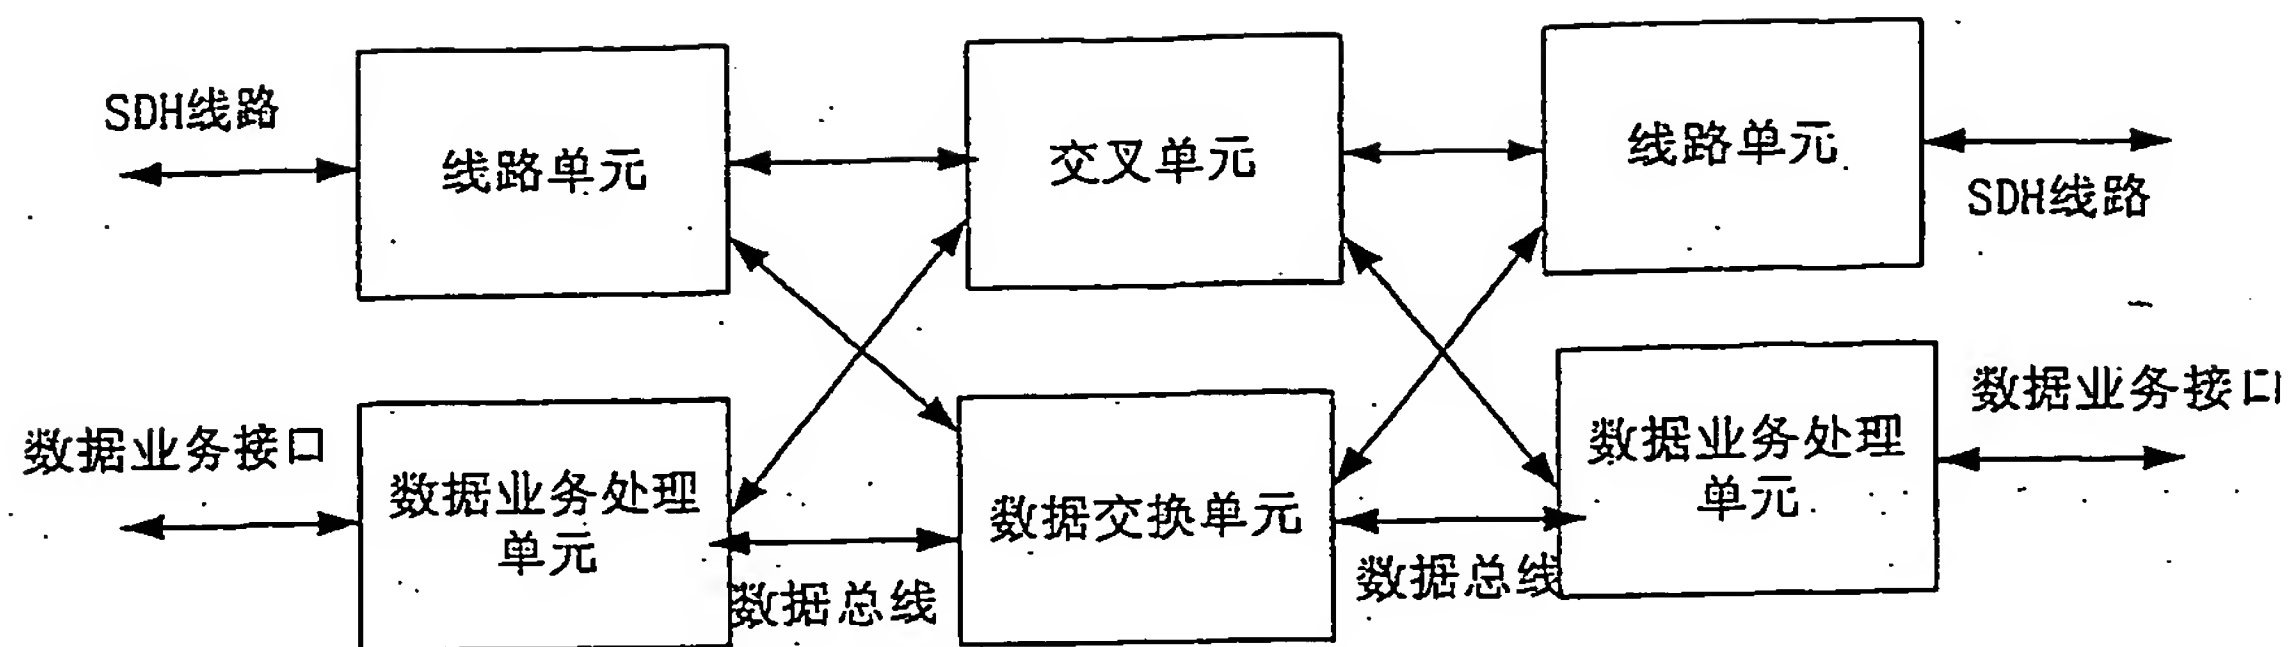 SDH线路
线路单元
交叉单元
线路单元
SDH线路
数据业务接口
数据业务处理
单元
数据总线
数据交换单元
数据总线
数据业务处理
单元
数据业务接口